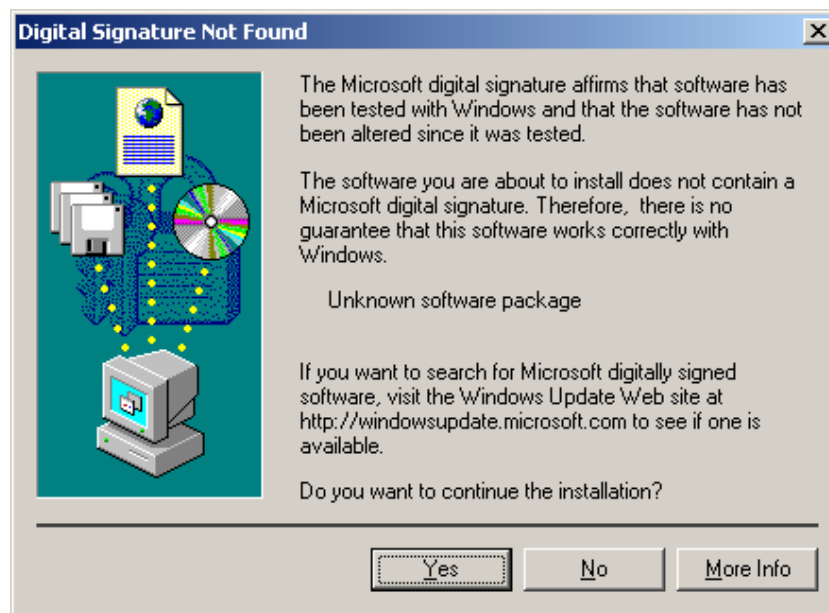 Digital Signature Not Found
The Microsoft digital signature affirms that software has
been tested with Windows and that the software has not
been altered since it was tested.
The software you are about to install does not contain a
Microsoft digital signature. Therefore,  there is no
guarantee that this software works correctly with
Windows.
Unknown software package
If you want to search for Microsoft digitally signed
software, visit the Windows Update Web site at
http://windowsupdate.microsoft.com to see if one is
available.
Do you want to continue the installation?
Yes No More Info